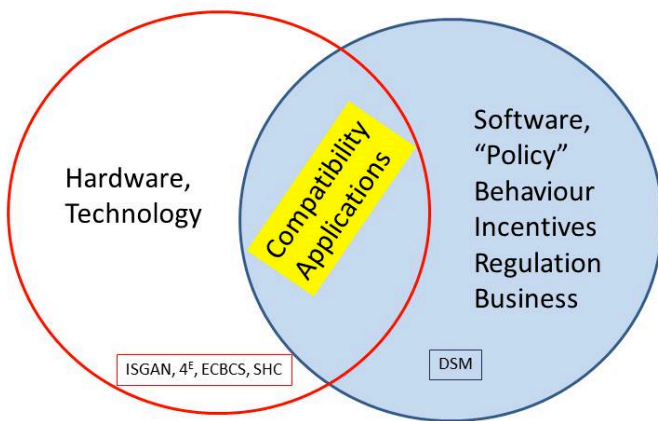 Hardware,
Technology
Compatibility
Applications
Software,
“Policy”
Behaviour
Incentives
Regulation
Business
ISGAN, 4ᴱ, ECBCS, SHC
DSM